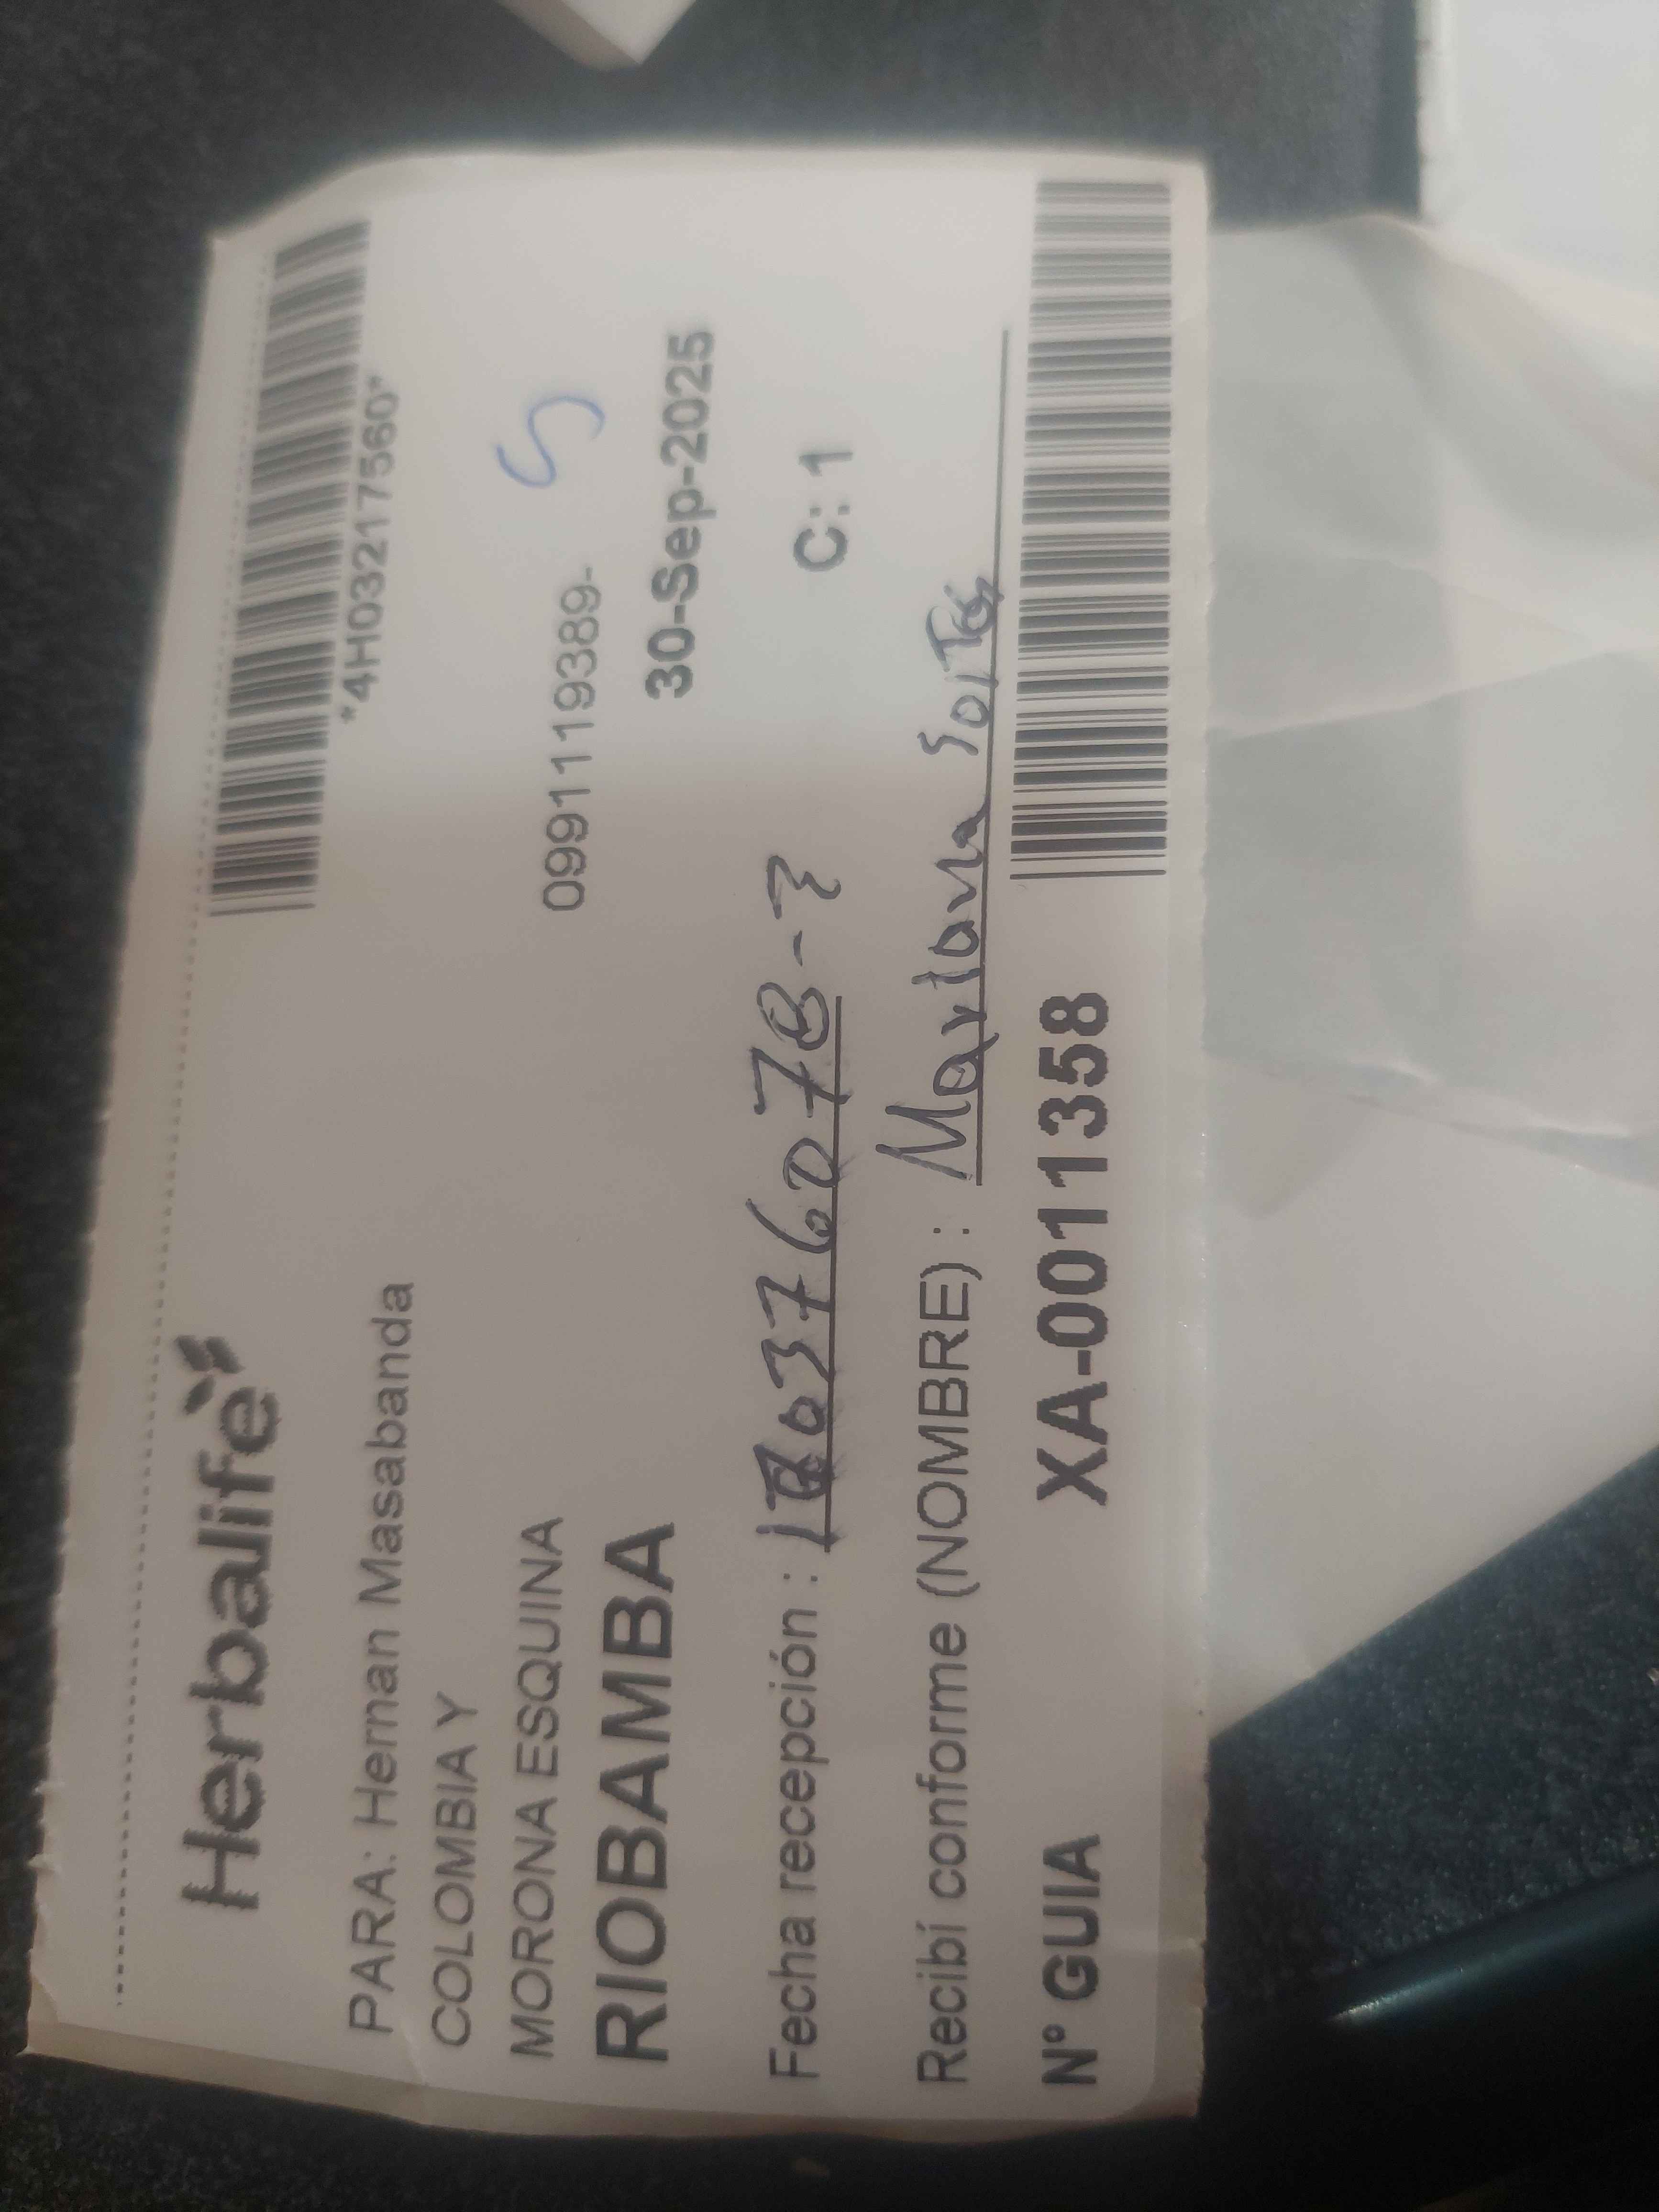 Herbalife
*4H03217560*
PARA: Hernan Masabanda
COLOMBIA Y
MORONA ESQUINA
0991119389-
S
RIOBAMBA
30-Sep-2025
Fecha recepción :
C: 1
Recibí conforme (NOMBRE) : Mariana
N° GUIA
XA-0011358